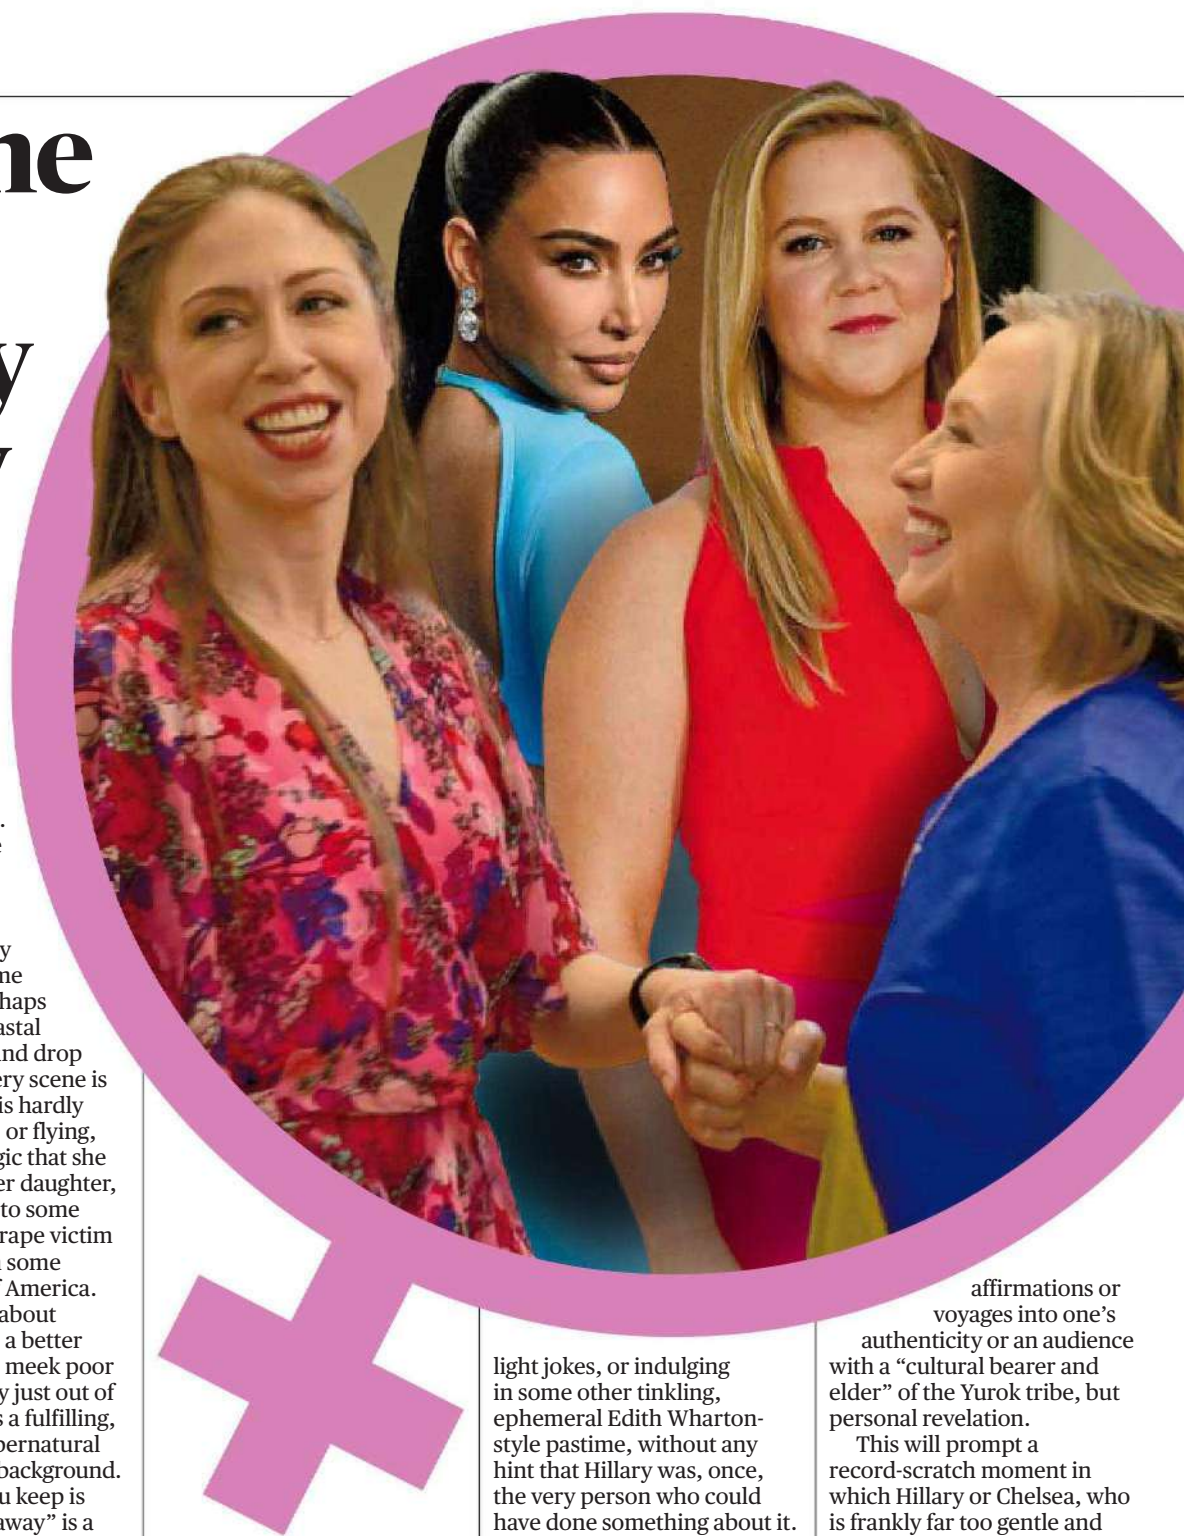 ne
y
y
.
e
y
me
haps
astal
and drop
ery scene is
is hardly
or flying,
gic that she
er daughter,
to some
rape victim
some
f America.
about
a better
meek poor
y just out of
s a fulfilling,
pernatural
background.
u keep is
away” is a
light jokes, or indulging
in some other tinkling,
ephemeral Edith Wharton-
style pastime, without any
hint that Hillary was, once,
the very person who could
have done something about it.
affirmations or
voyages into one’s
authenticity or an audience
with a “cultural bearer and
elder” of the Yurok tribe, but
personal revelation.
This will prompt a
record-scratch moment in
which Hillary or Chelsea, who
is frankly far too gentle and